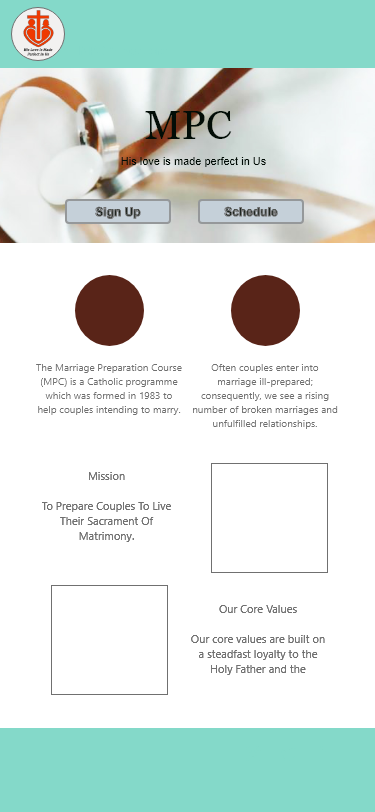 His Love is Made
Perfect in Us
MPC
His love is made perfect in Us
Sign Up
Schedule
The Marriage Preparation Course
(MPC) is a Catholic programme
which was formed in 1983 to
help couples intending to marry.
Often couples enter into
marriage ill-prepared;
consequently, we see a rising
number of broken marriages and
unfulfilled relationships.
Mission
To Prepare Couples To Live
Their Sacrament Of
Matrimony.
Our Core Values
Our core values are built on
a steadfast loyalty to the
Holy Father and the